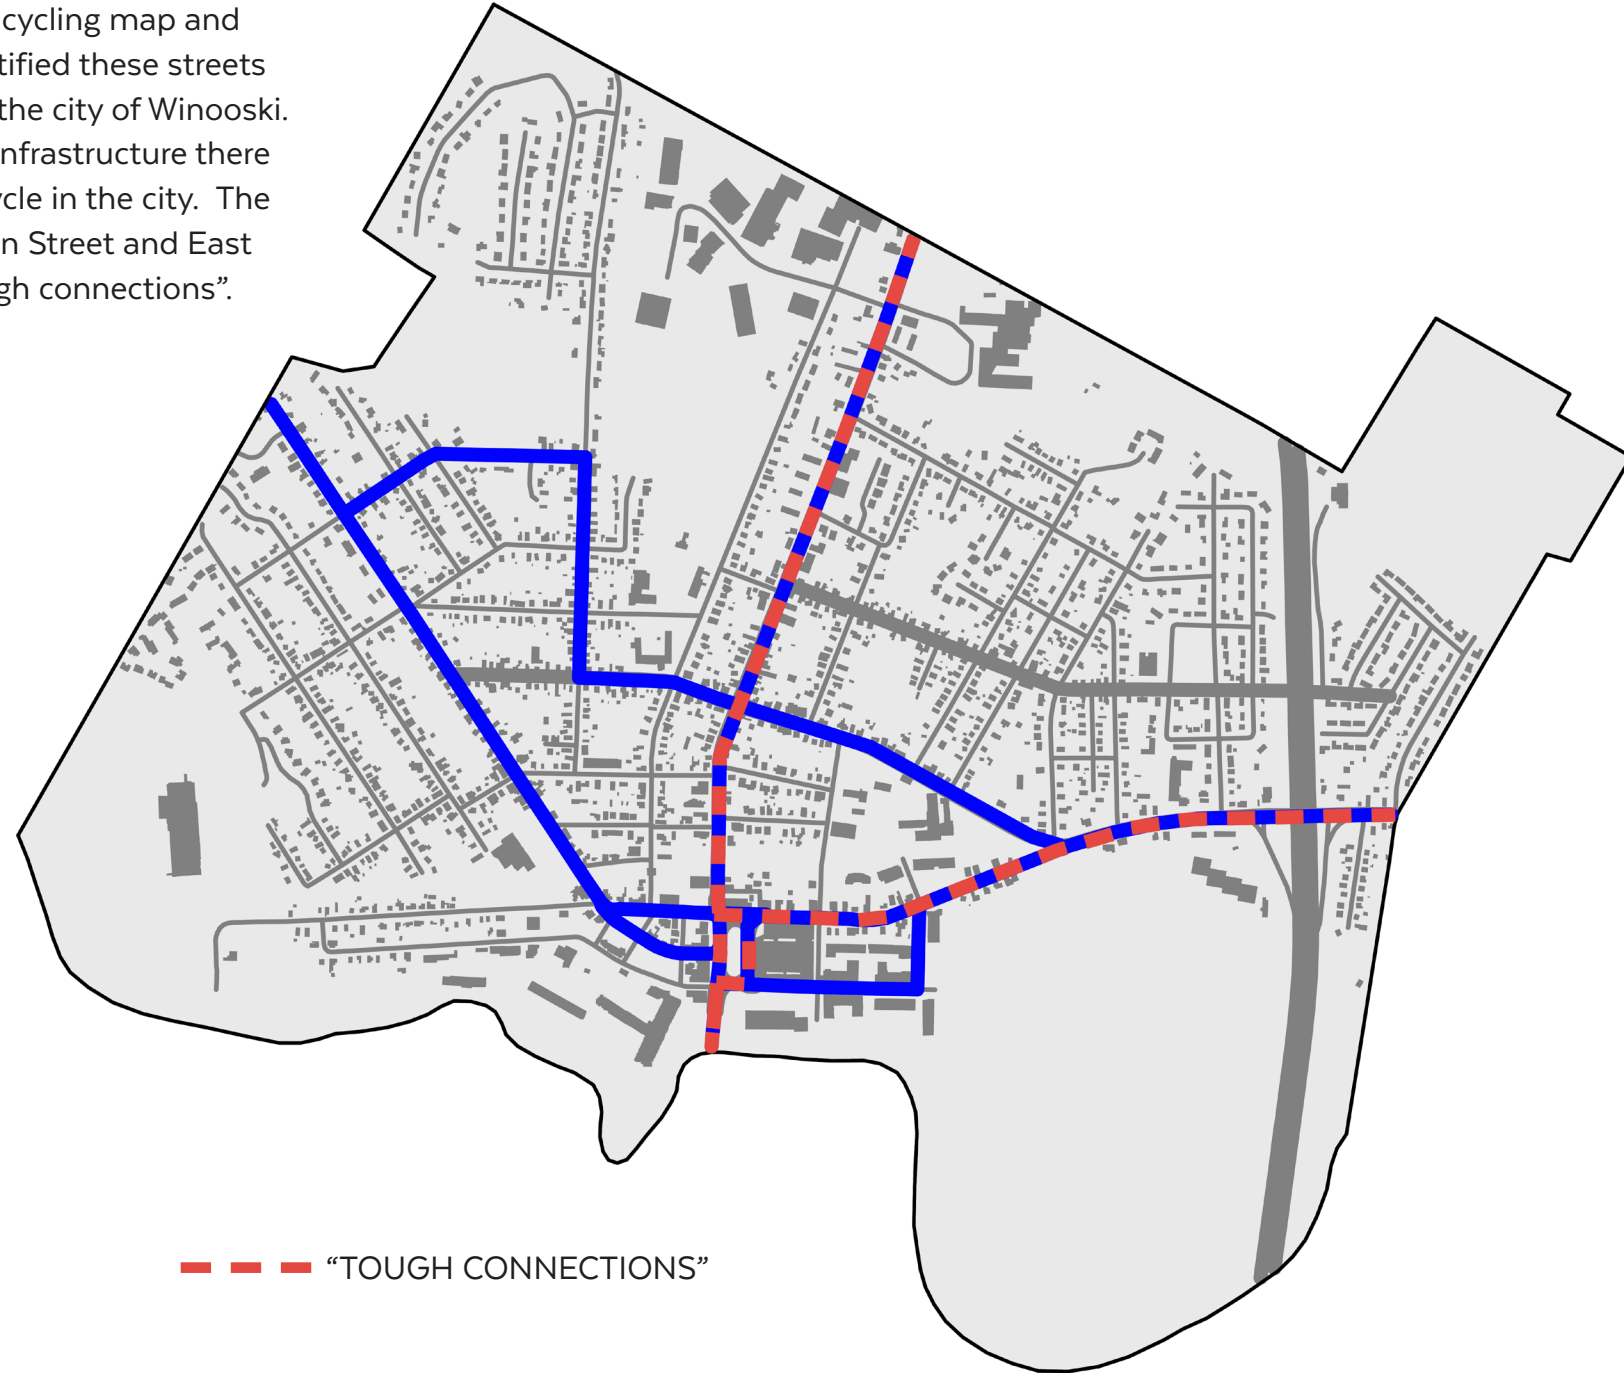 cycling map and
tified these streets
the city of Winooski.
nfrastructure there
cle in the city. The
n Street and East
gh connections”.
“TOUGH CONNECTIONS”